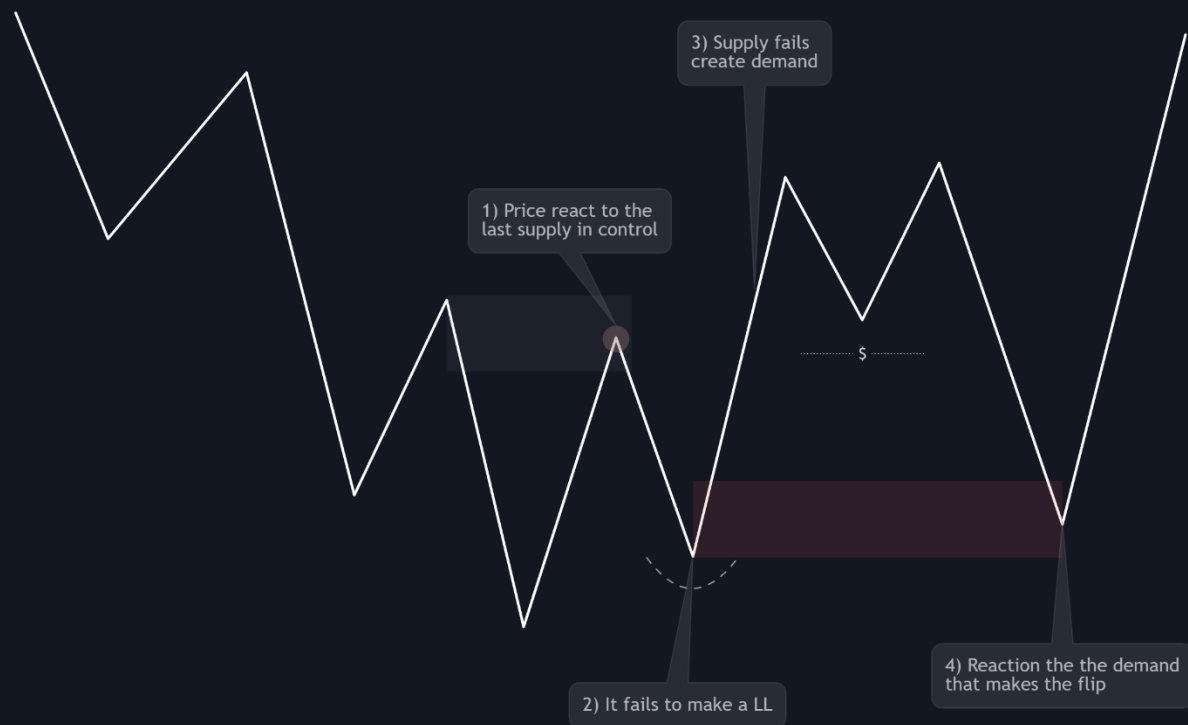 3) Supply fails
create demand
1) Price react to the
last supply in control
$
4) Reaction the the demand
that makes the flip
2) It fails to make a LL